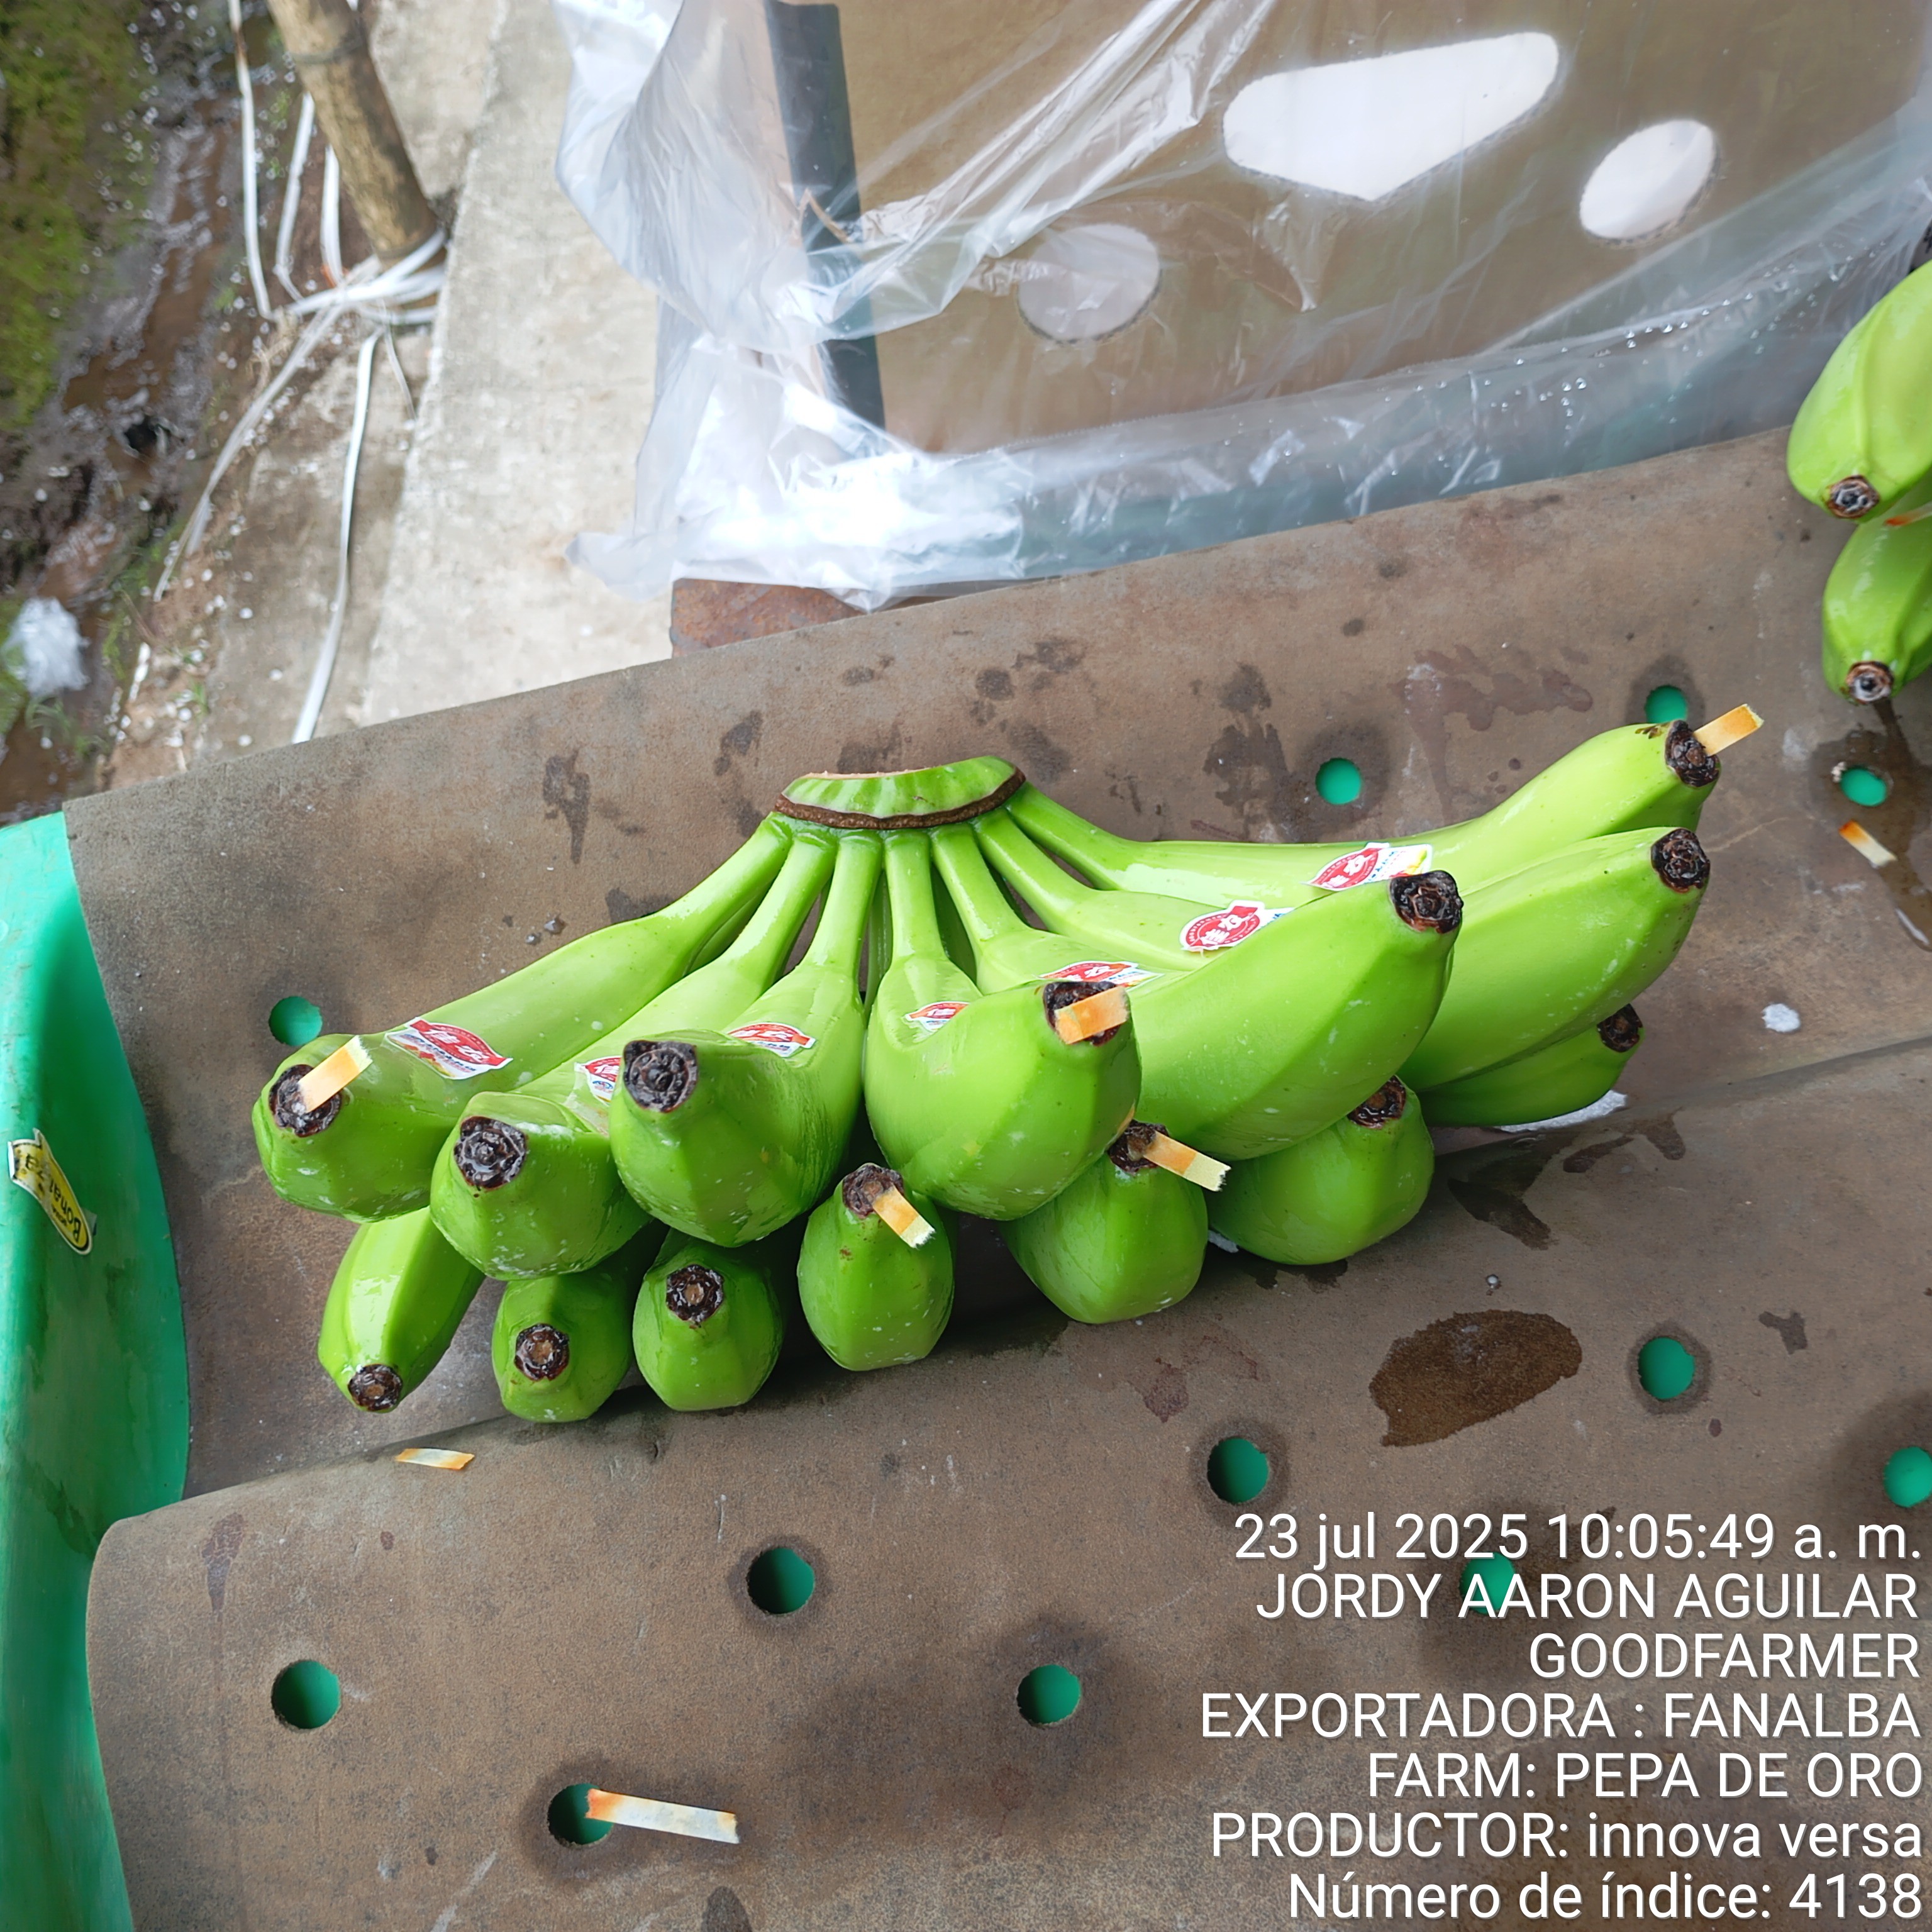 Bonai
23 jul 2025 10:05:49 a. m.
JORDY AARON AGUILAR
GOODFARMER
EXPORTADORA : FANALBA
FARM: PEPA DE ORO
PRODUCTOR: innova versa
Número de índice: 4138